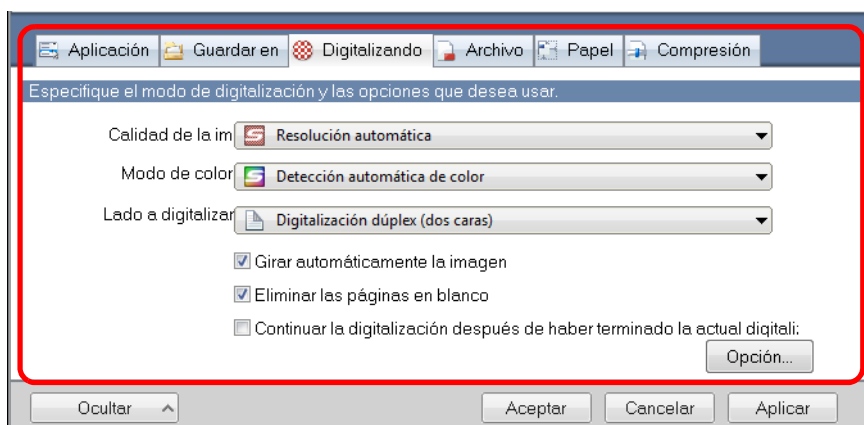 Aplicación Guardar en Digitalizando Archivo Papel Compresión
Especifique el modo de digitalización y las opciones que desea usar.
Calidad de la im Resolución automática
Modo de color Detección automática de color
Lado a digitalizar Digitalización dúplex (dos caras)
Girar automáticamente la imagen
Eliminar las páginas en blanco
Continuar la digitalización después de haber terminado la actual digitali
Opción...
Ocultar Aceptar Cancelar Aplicar